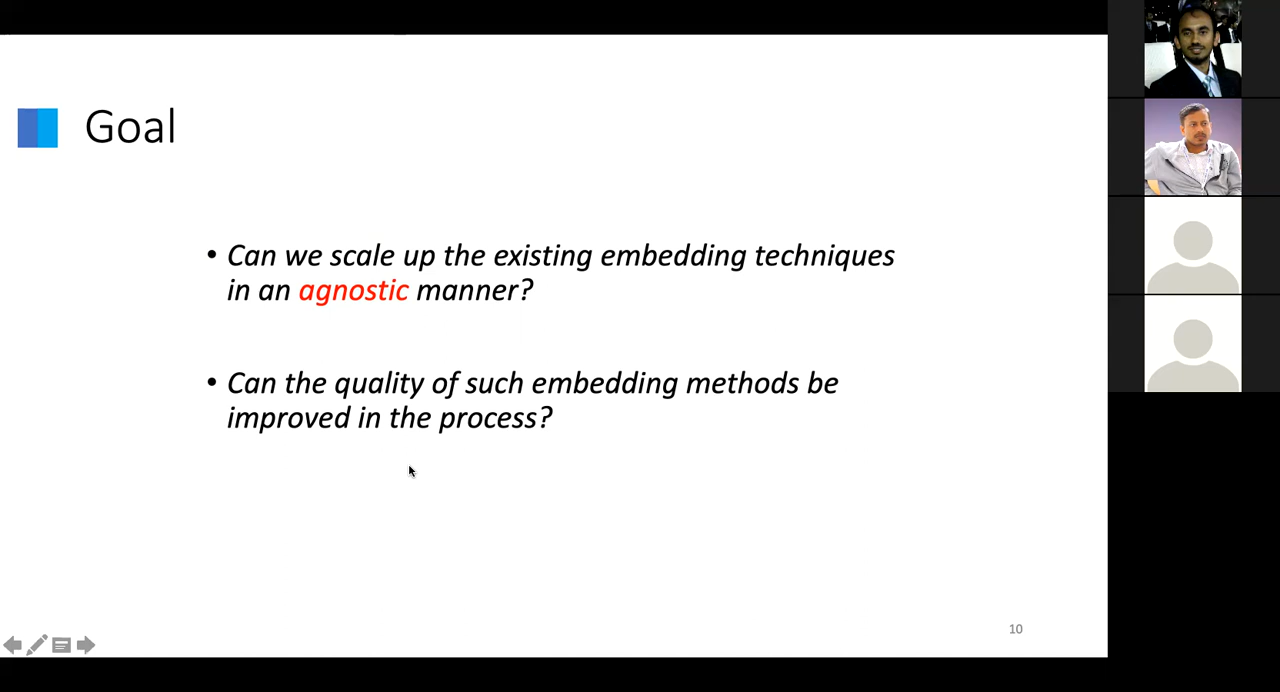 Goal
• Can we scale up the existing embedding techniques
in an agnostic manner?
• Can the quality of such embedding methods be
improved in the process?
10